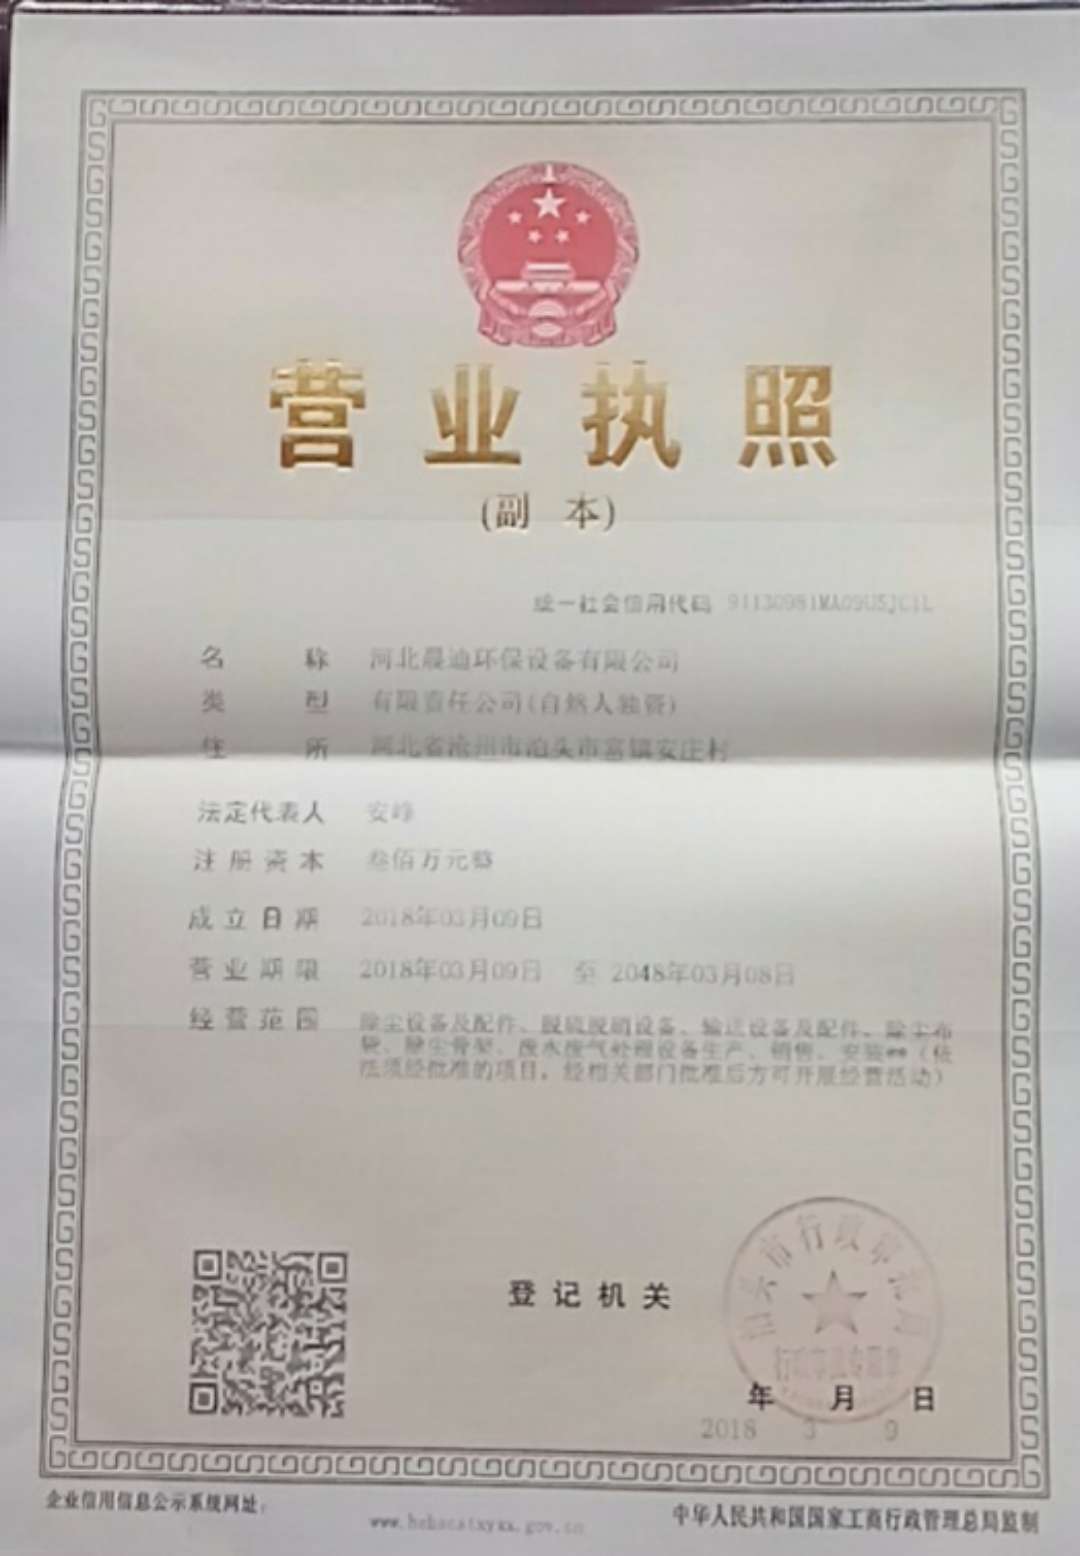 营业执照
(副 本)
统一社会信用代码 91130981MA09U5JC1L
名 称 河北晨迪环保设备有限公司
类 型 有限责任公司(自然人独资)
住 所 河北省沧州市泊头市富镇安庄村
法定代表人 安峰
注册资本 叁佰万元整
成立日期 2018年03月09日
营业期限 2018年03月09日 至 2048年03月08日
经营范围 除尘设备及配件、脱硫脱硝设备、输送设备及配件、除尘布
袋、除尘骨架、废水废气处理设备生产、销售、安装**（依
法须经批准的项目，经相关部门批准后方可开展经营活动）
泊头市行政审批局
登记机关
年 月 日
2018 3 9
企业信用信息公示系统网址：
中华人民共和国国家工商行政管理总局监制